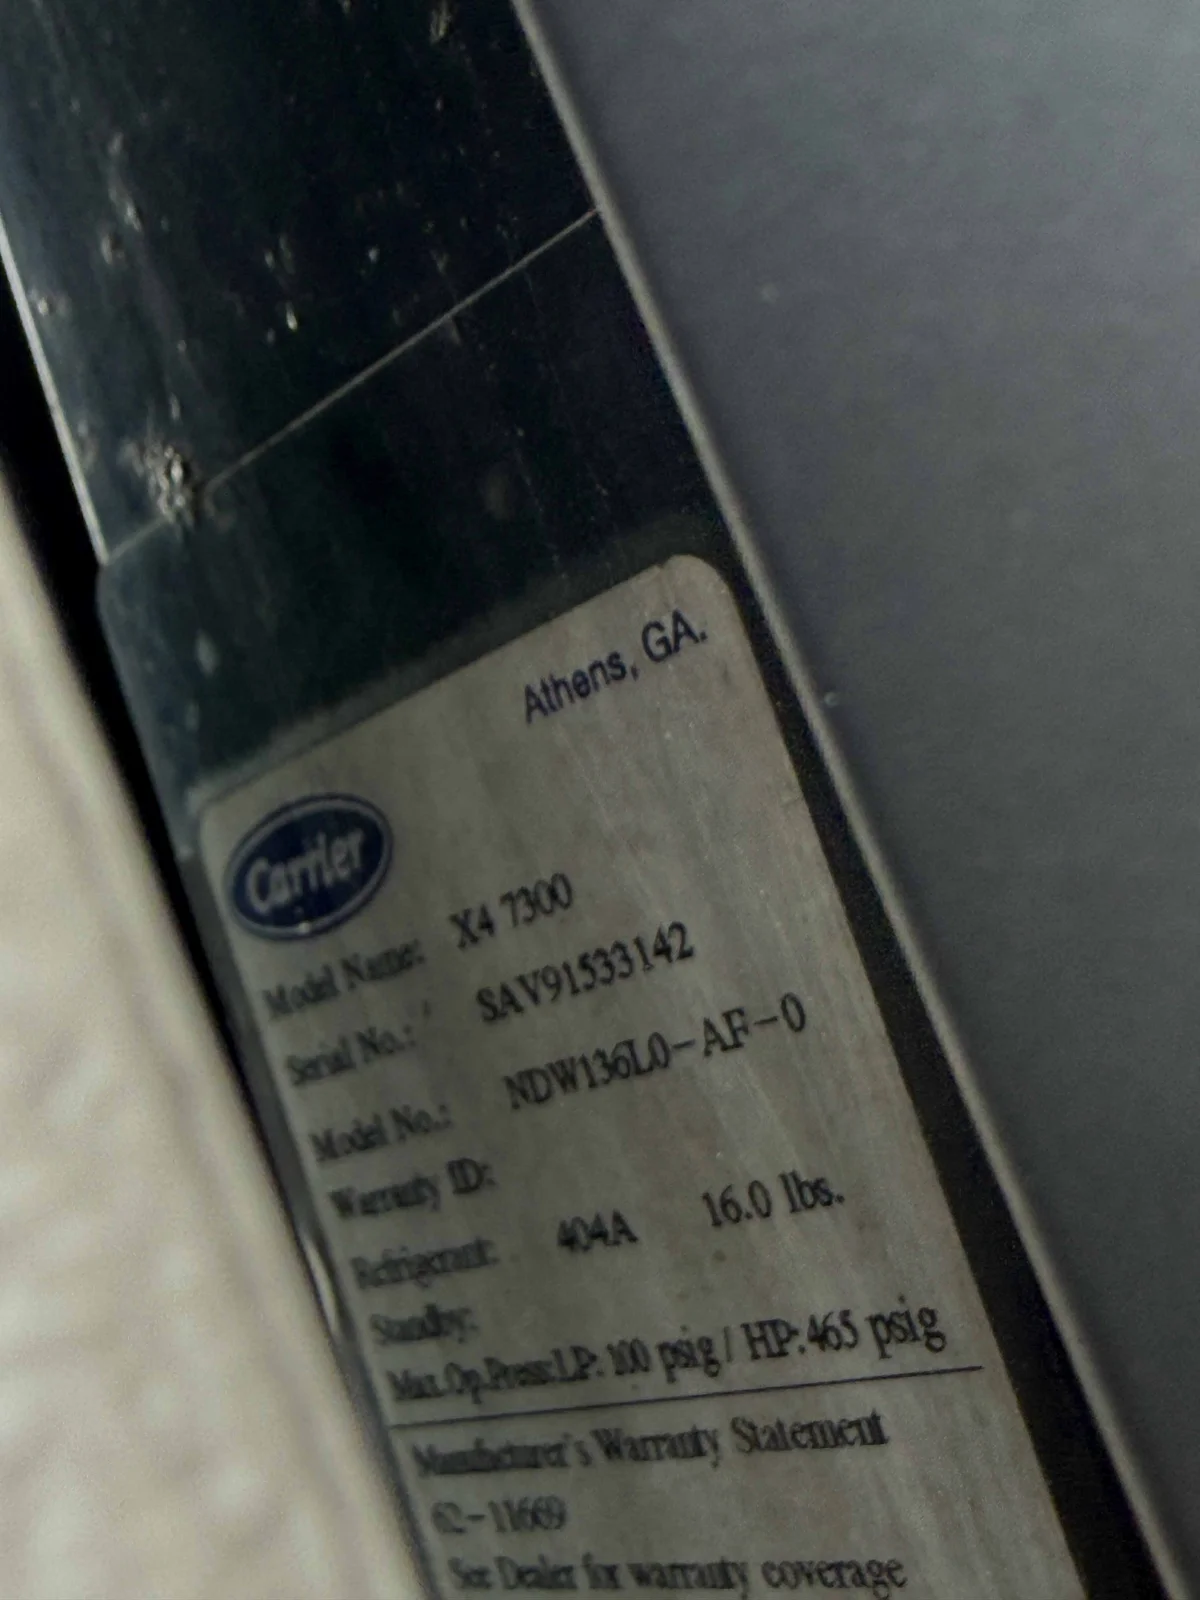 Athens, GA.
Carrier
Model Name: X4 7300
Serial No.: SAV91533142
Model No.: NDW136L0-AF-0
Warranty ID:
Refrigerant: 404A 16.0 lbs.
Standby:
Max.Op.Press:LP: 100 psig / HP:465 psig
Manufacturer's Warranty Statement
62-11669
See Dealer for warranty coverage